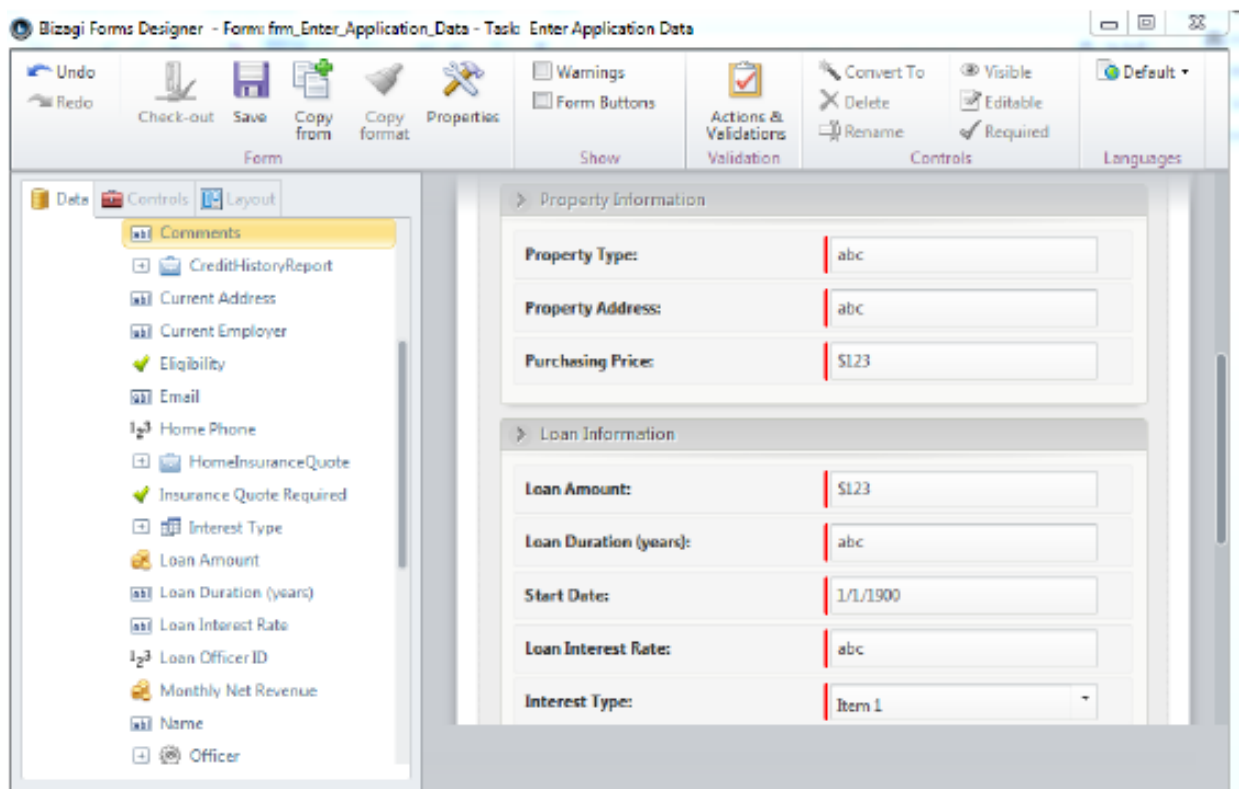 Bizagi Forms Designer - Form: frm_Enter_Application_Data - Task: Enter Application Data
Undo
Redo
Check-out
Save
Copy from
Copy format
Properties
Form
Warnings
Form Buttons
Show
Actions & Validations
Validation
Convert To
Delete
Rename
Visible
Editable
Required
Controls
Default
Languages
Data
Controls
Layout
Comments
CreditHistoryReport
Current Address
Current Employer
Eligibility
Email
Home Phone
HomeInsuranceQuote
Insurance Quote Required
Interest Type
Loan Amount
Loan Duration (years)
Loan Interest Rate
Loan Officer ID
Monthly Net Revenue
Name
Officer
Property Information
Property Type: abc
Property Address: abc
Purchasing Price: $123
Loan Information
Loan Amount: $123
Loan Duration (years): abc
Start Date: 1/1/1900
Loan Interest Rate: abc
Interest Type: Item 1